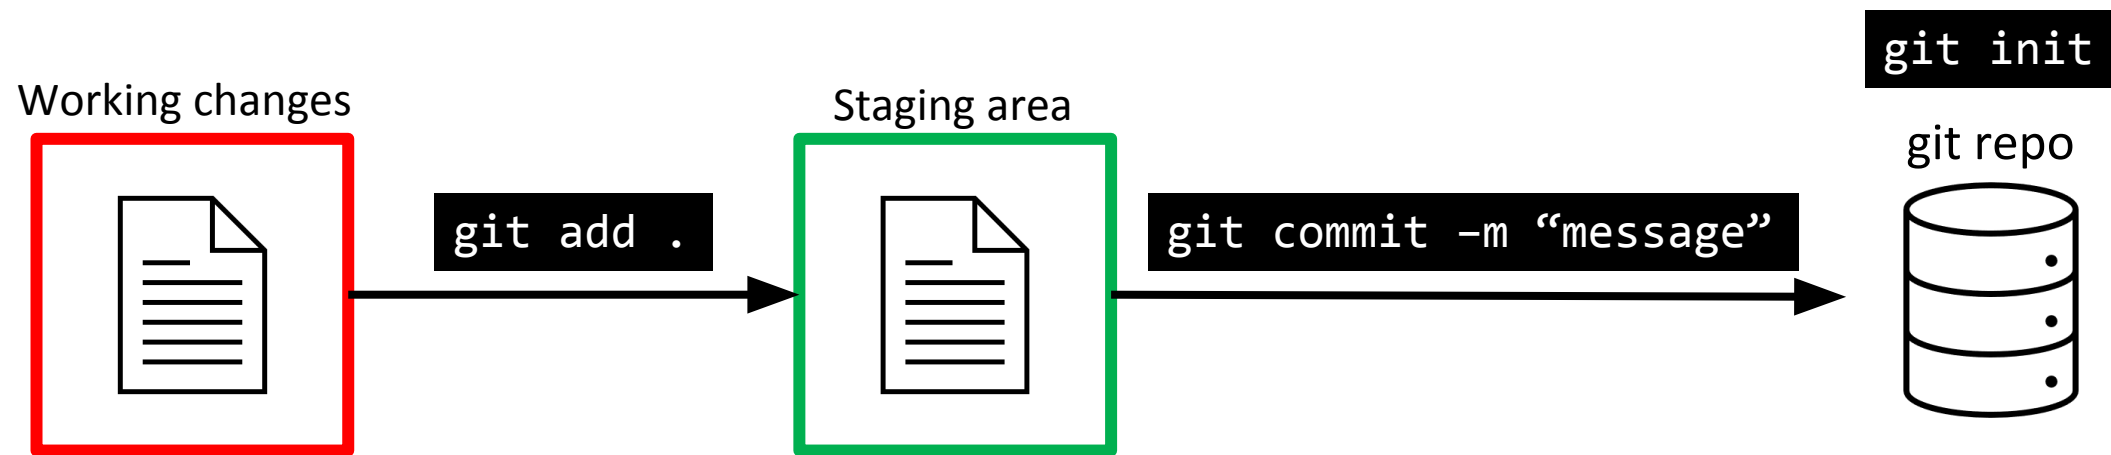 Working changes
git add .
Staging area
git commit –m “message”
git init
git repo